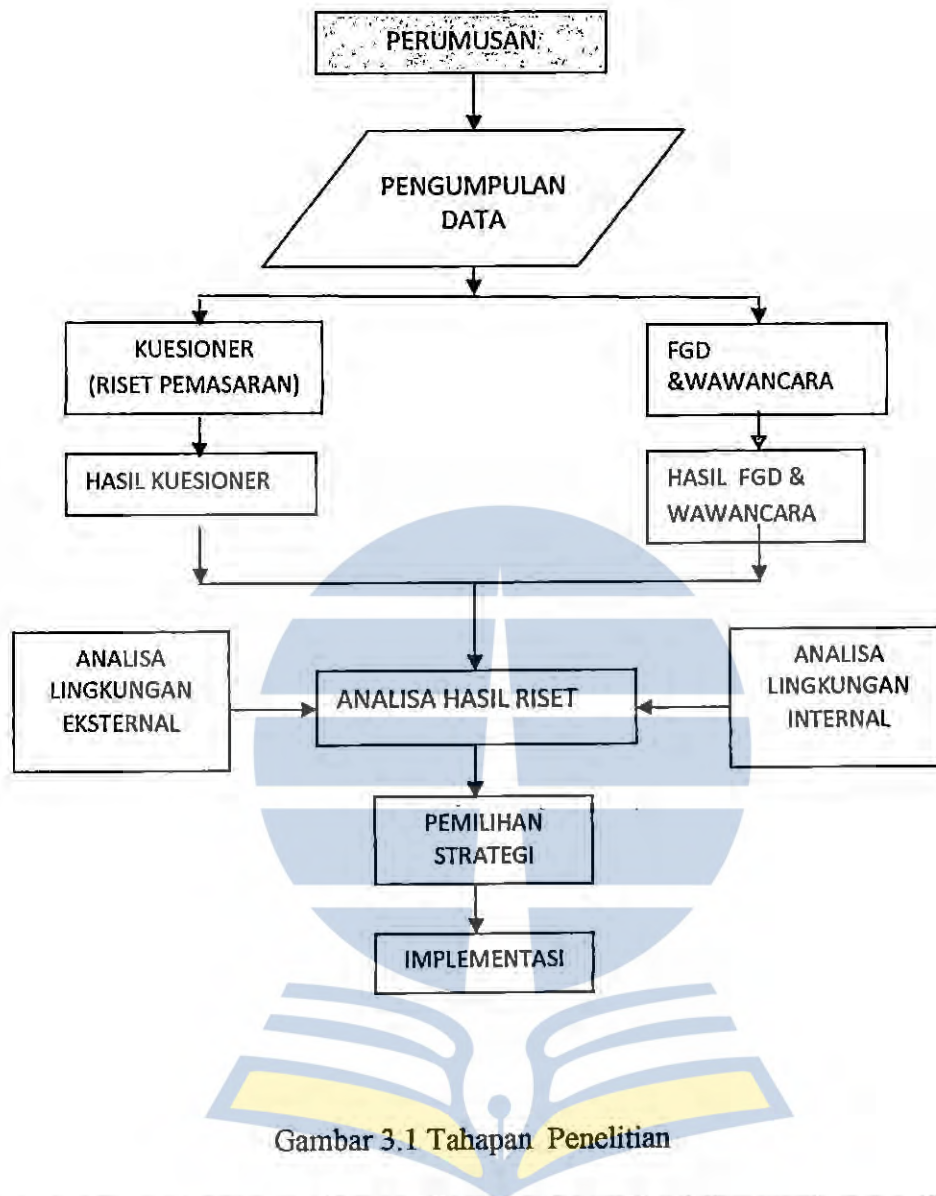 PERUMUSAN
PENGUMPULAN
DATA
KUESIONER
(RISET PEMASARAN)
FGD
&WAWANCARA
HASIL KUESIONER
HASIL FGD &
WAWANCARA
ANALISA
LINGKUNGAN
EKSTERNAL
ANALISA HASIL RISET
ANALISA
LINGKUNGAN
INTERNAL
PEMILIHAN
STRATEGI
IMPLEMENTASI
Gambar 3.1 Tahapan Penelitian